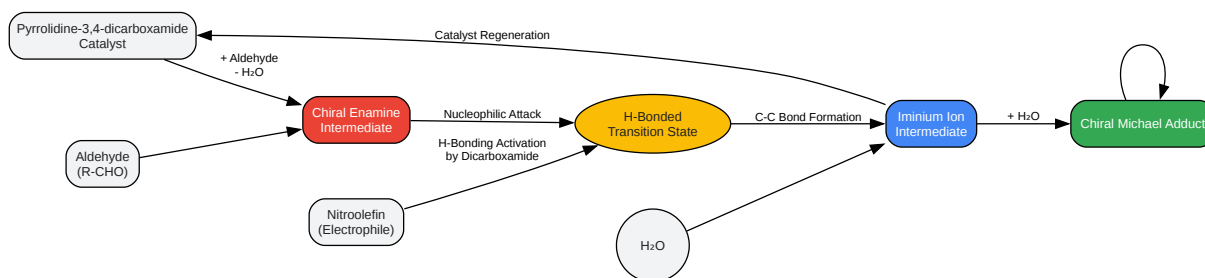 Pyrrolidine-3,4-dicarboxamide
Catalyst
Catalyst Regeneration
+ Aldehyde
- H₂O
Chiral Enamine
Intermediate
Nucleophilic Attack
H-Bonded
Transition State
C-C Bond Formation
Iminium Ion
Intermediate
+ H₂O
Chiral Michael Adduct
H-Bonding Activation
by Dicarboxamide
Aldehyde
(R-CHO)
Nitroolefin
(Electrophile)
H₂O